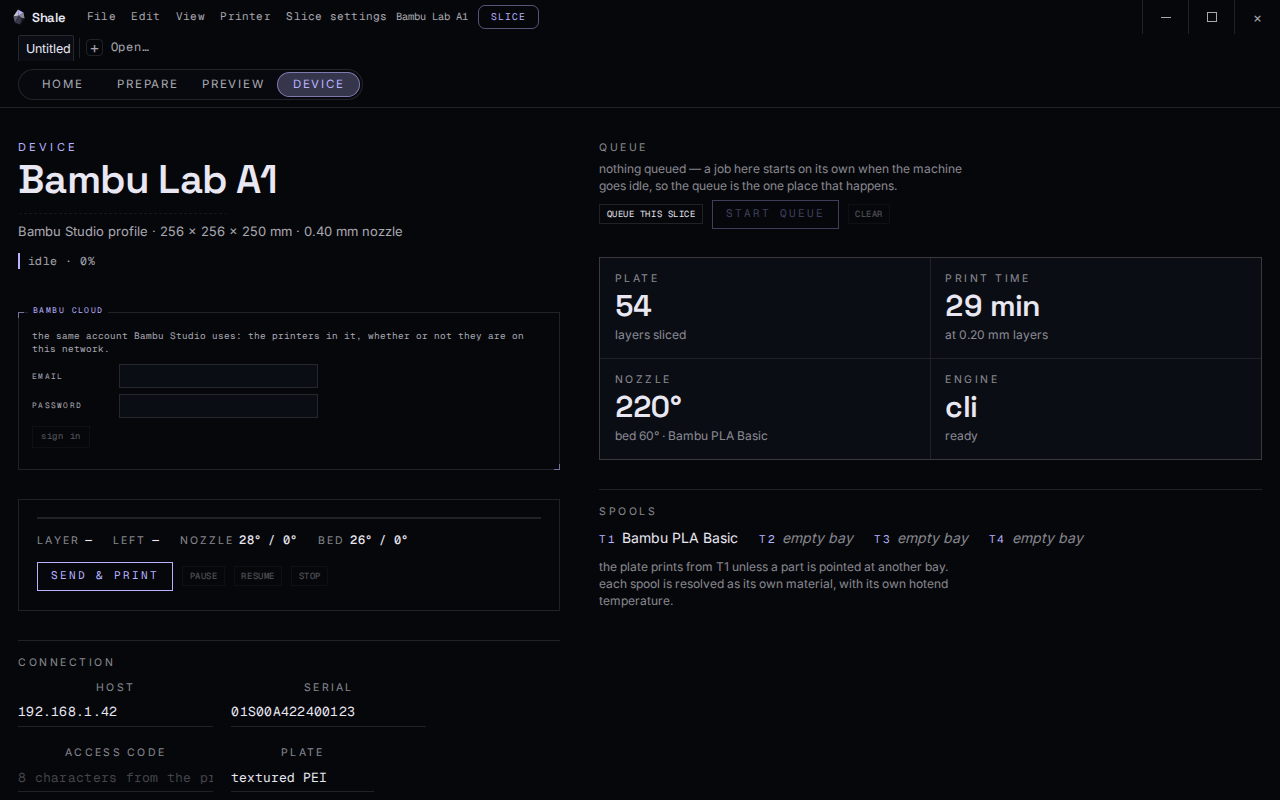 Shale File Edit View Printer Slice settings Bambu Lab A1 SLICE
Untitled + Open…
HOME PREPARE PREVIEW DEVICE
DEVICE
Bambu Lab A1
Bambu Studio profile · 256 × 256 × 250 mm · 0.40 mm nozzle
idle · 0%
BAMBU CLOUD
the same account Bambu Studio uses: the printers in it, whether or not they are on
this network.
EMAIL
PASSWORD
sign in
LAYER — LEFT — NOZZLE 28° / 0° BED 26° / 0°
SEND & PRINT PAUSE RESUME STOP
CONNECTION
HOST SERIAL
192.168.1.42 01S00A422400123
ACCESS CODE PLATE
8 characters from the textured PEI
QUEUE
nothing queued — a job here starts on its own when the machine
goes idle, so the queue is the one place that happens.
QUEUE THIS SLICE START QUEUE CLEAR
PLATE
54
layers sliced
PRINT TIME
29 min
at 0.20 mm layers
NOZZLE
220°
bed 60° · Bambu PLA Basic
ENGINE
cli
ready
SPOOLS
T1 Bambu PLA Basic T2 empty bay T3 empty bay T4 empty bay
the plate prints from T1 unless a part is pointed at another bay.
each spool is resolved as its own material, with its own hotend
temperature.